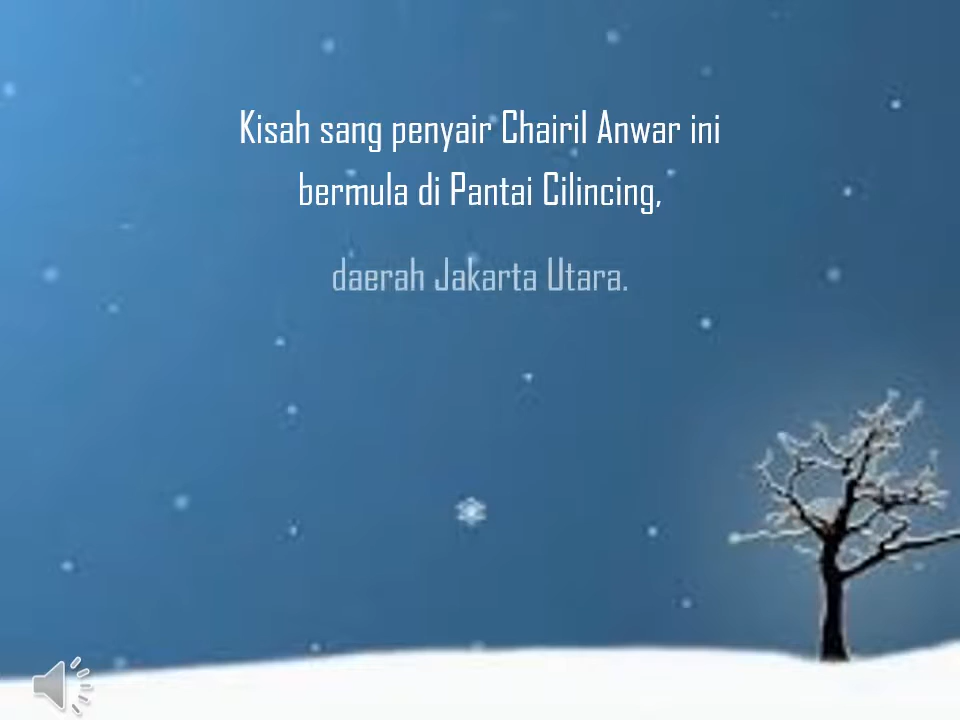 Kisah sang penyair Chairil Anwar ini
bermula di Pantai Cilincing,
daerah Jakarta Utara.